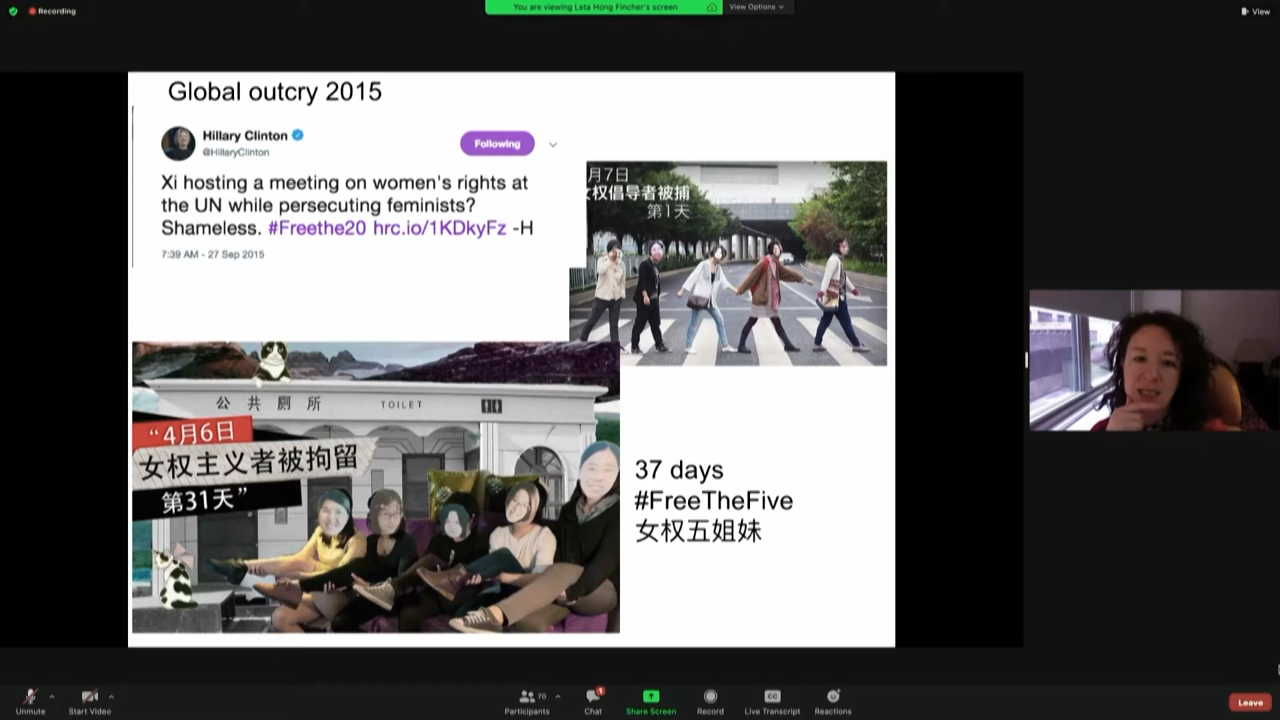 Recording
You are viewing Leta Hong Fincher's screen
View Options
View
Global outcry 2015
Hillary Clinton
@HillaryClinton
Following
Xi hosting a meeting on women's rights at
the UN while persecuting feminists?
Shameless. #Freethe20 hrc.io/1KDkyFz -H
7:39 AM - 27 Sep 2015
月7日
女权倡导者被捕
第1天
公共厕所 TOILET
“4月6日
女权主义者被拘留
第31天”
37 days
#FreeTheFive
女权五姐妹
Unmute
Start Video
70
Participants
1
Chat
Share Screen
Record
CC
Live Transcript
Reactions
Leave